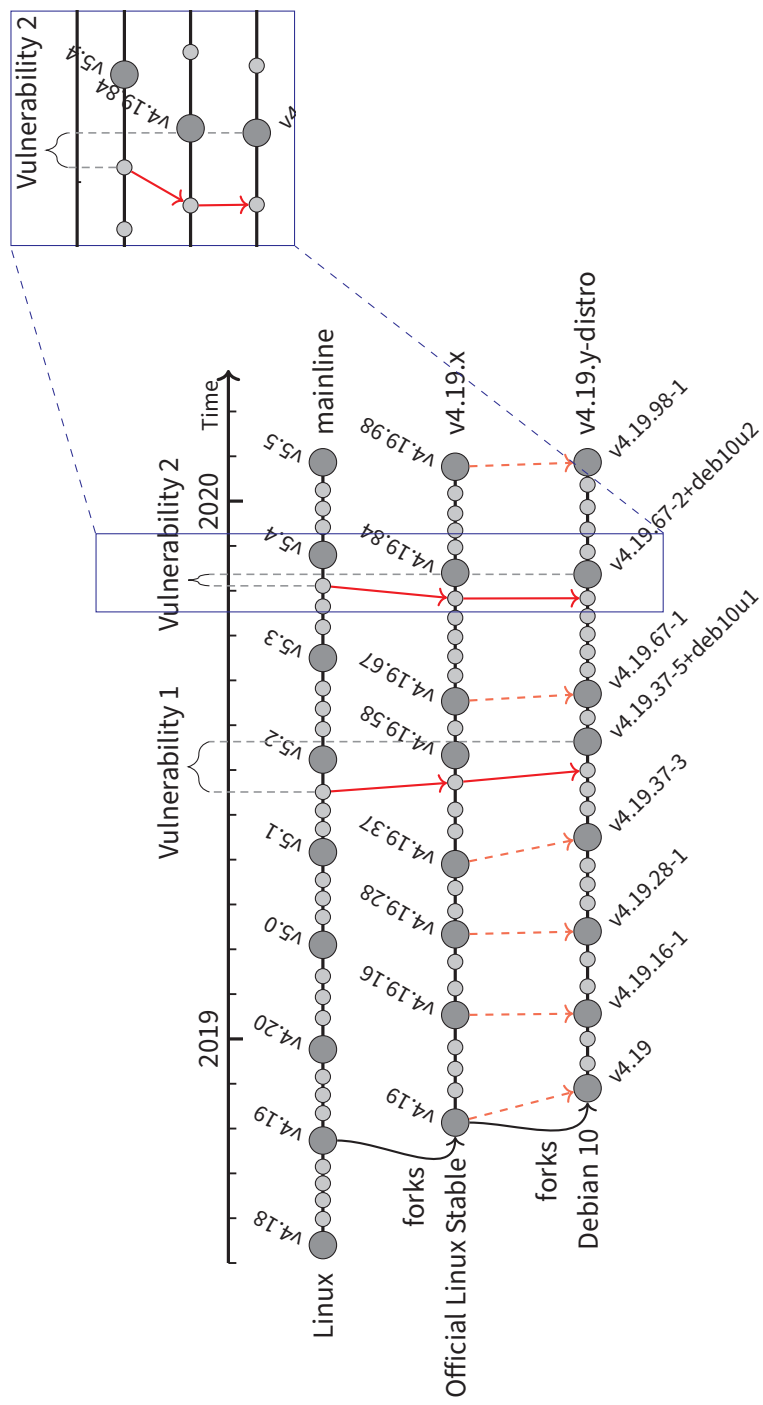 Vulnerability 2
v5.4
v4.19.84
v4
Time
2019
2020
Vulnerability 1
Vulnerability 2
Linux
v4.18
v4.19
v4.20
v5.0
v5.1
v5.2
v5.3
v5.4
v5.5
mainline
forks
Official Linux Stable
v4.19
v4.19.16
v4.19.28
v4.19.37
v4.19.58
v4.19.67
v4.19.84
v4.19.98
v4.19.x
forks
Debian 10
v4.19
v4.19.16-1
v4.19.28-1
v4.19.37-3
v4.19.37-5+deb10u1
v4.19.67-1
v4.19.67-2+deb10u2
v4.19.98-1
v4.19.y-distro